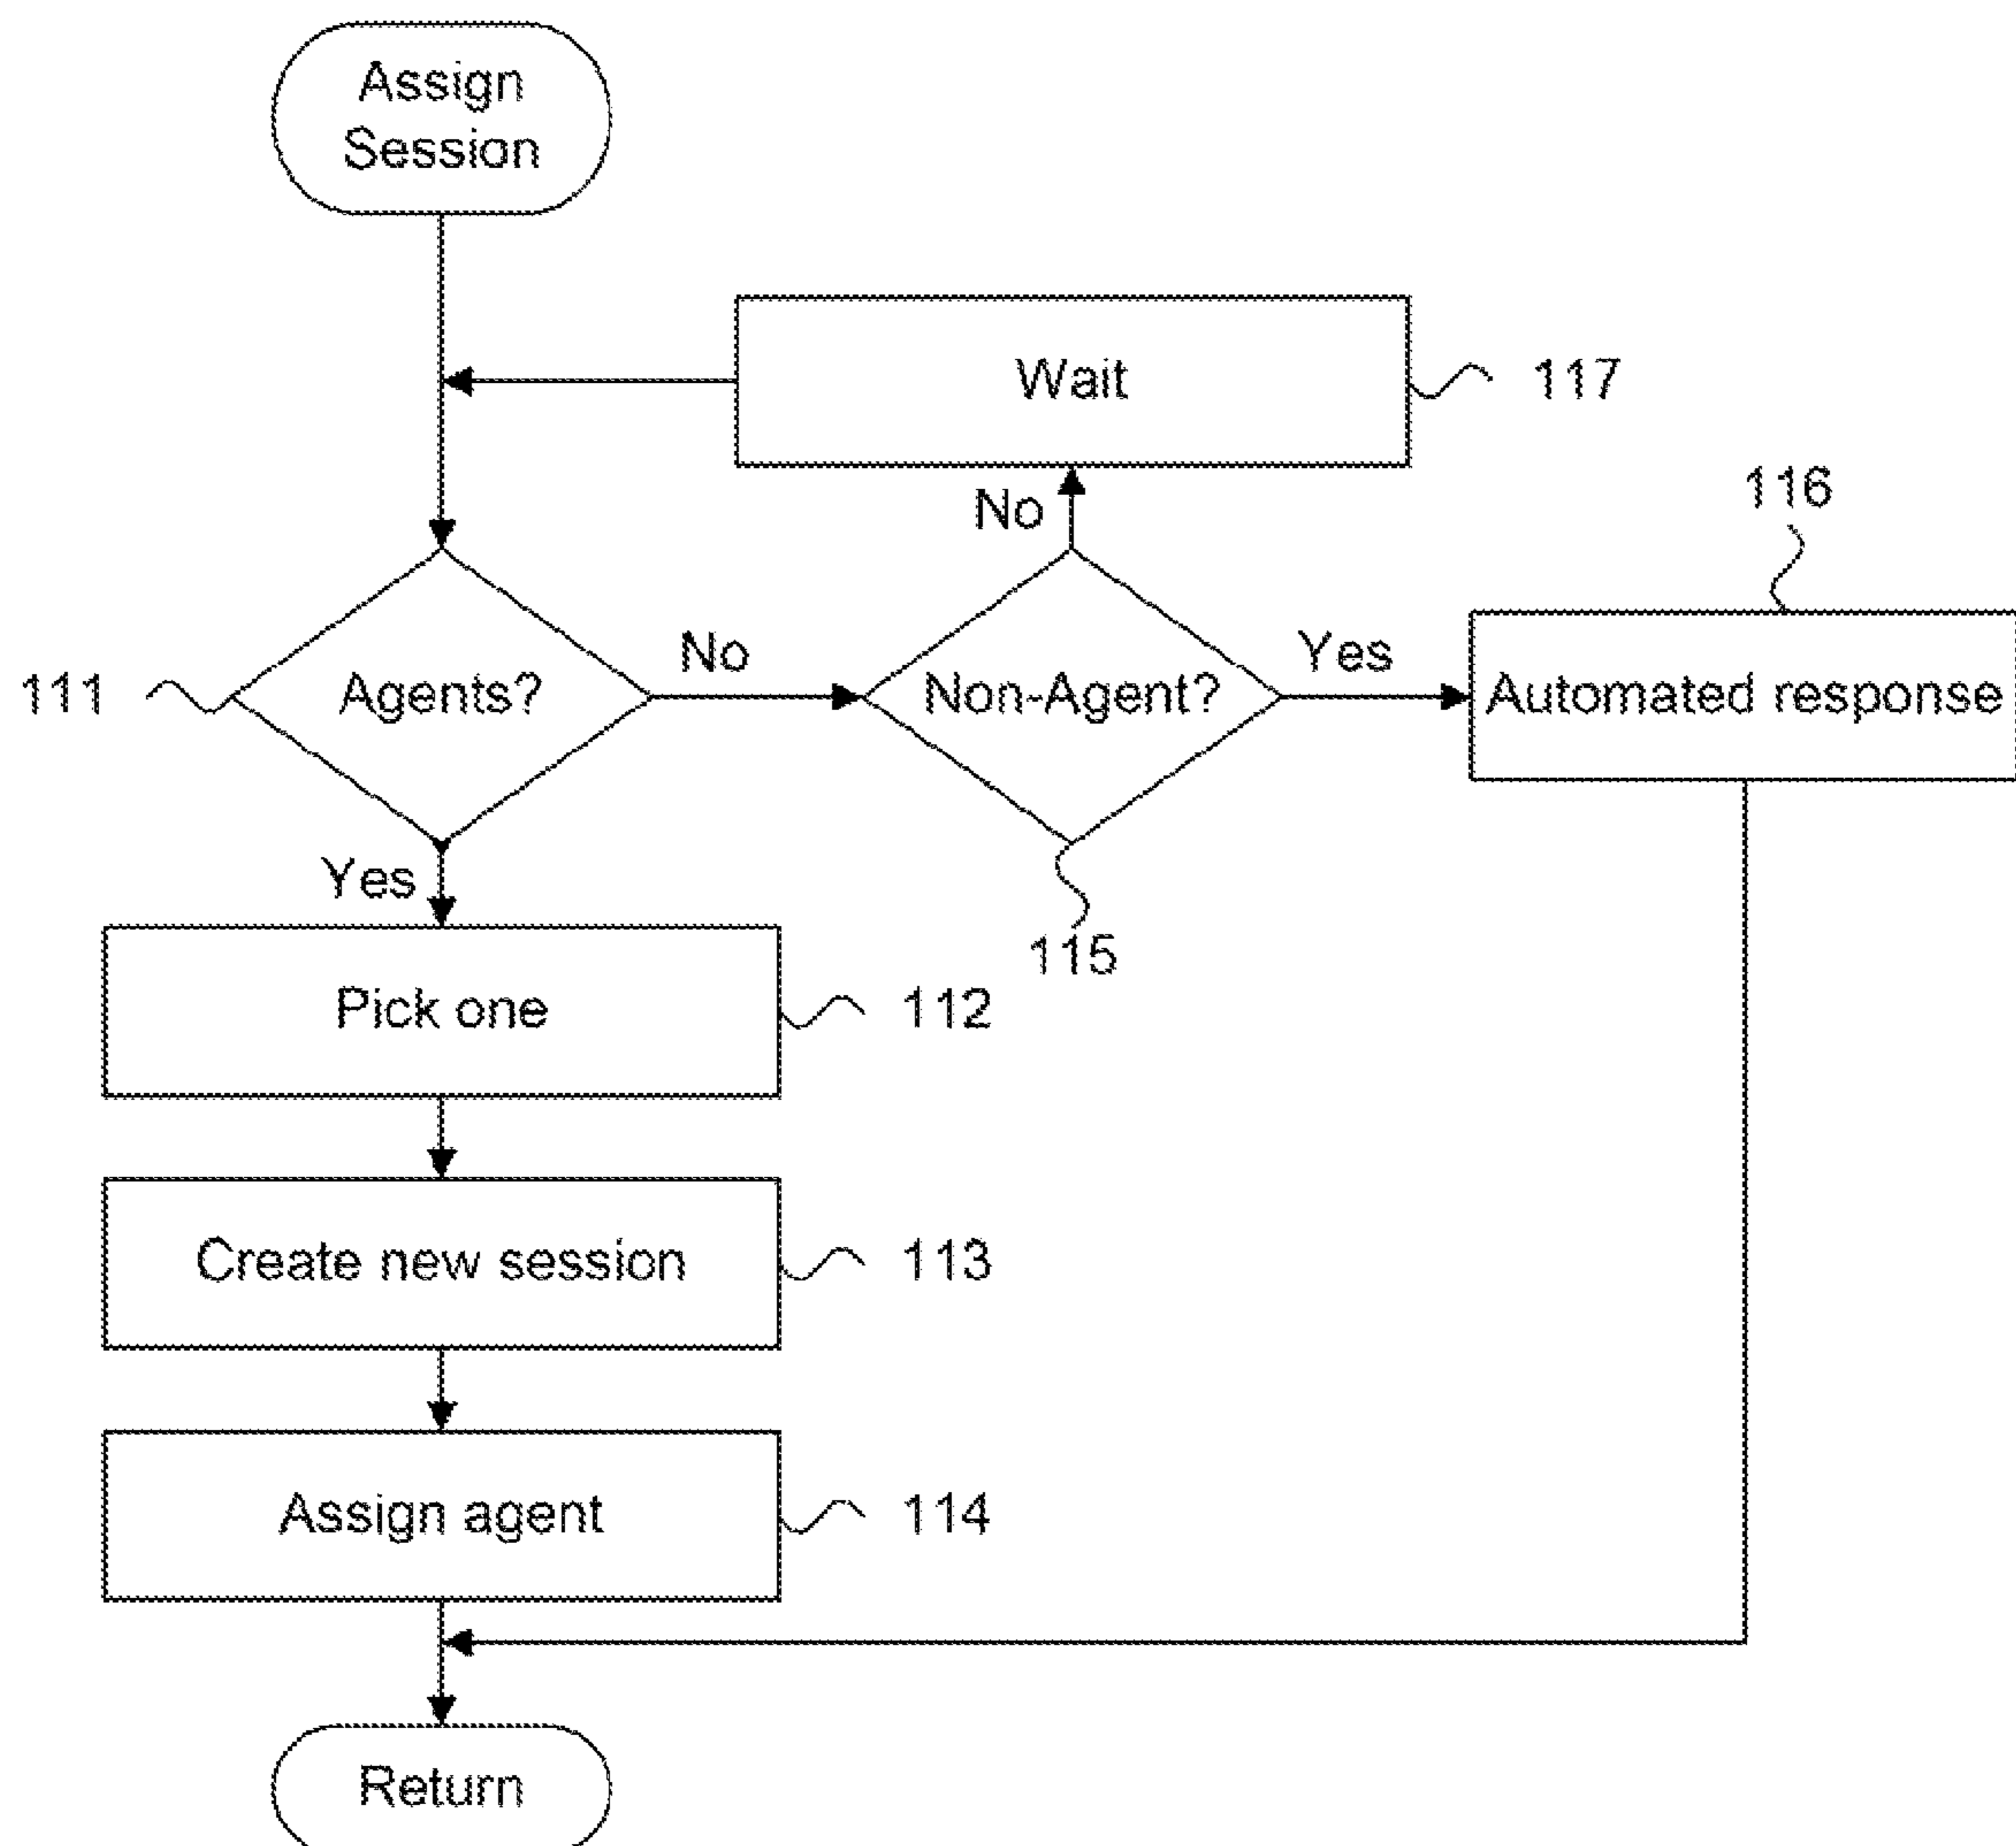 Assign
Session
Wait
117
No
116
111
Agents?
No
Non-Agent?
Yes
Automated response
Yes
115
Pick one
112
Create new session
113
Assign agent
114
Return